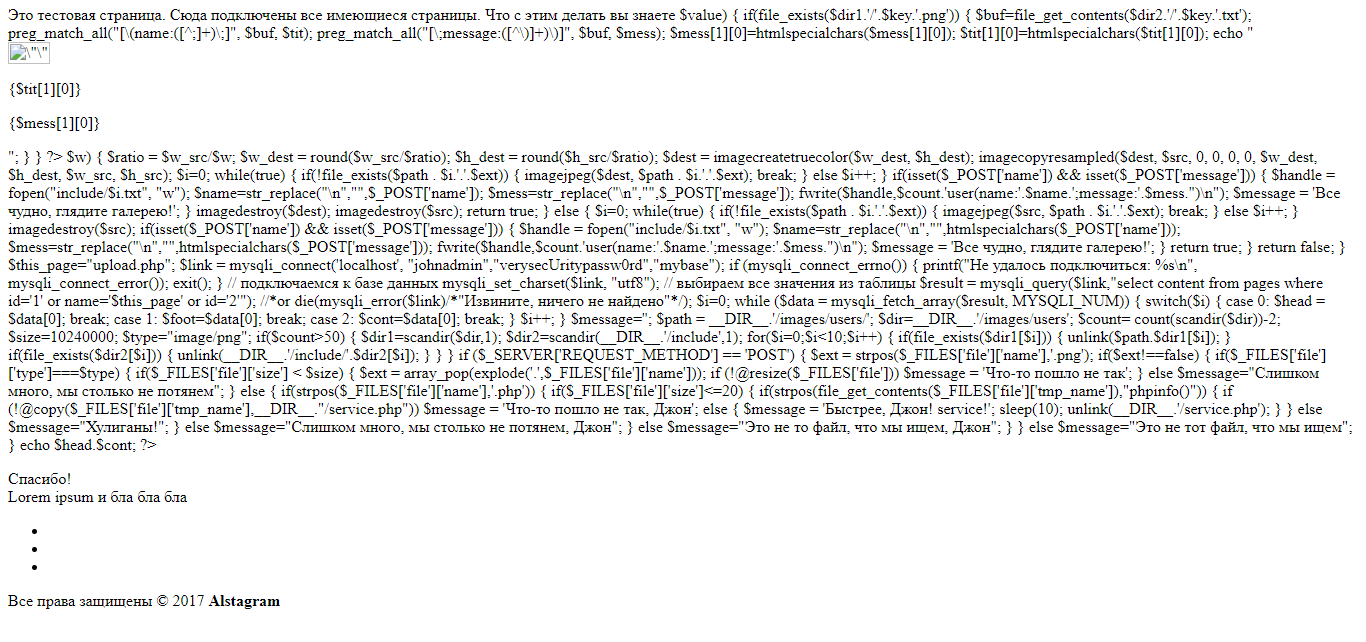 Это тестовая страница. Сюда подключены все имеющиеся страницы. Что с этим делать вы знаете $value) { if(file_exists($dir1.'/'.$key.'.png')) { $buf=file_get_contents($dir2.'/'.$key.'.txt');
preg_match_all("[\(name:([^;]+)\;]", $buf, $tit); preg_match_all("[\;message:([^\)]+)\)]", $buf, $mess); $mess[1][0]=htmlspecialchars($mess[1][0]); $tit[1][0]=htmlspecialchars($tit[1][0]); echo "
\"\"
{$tit[1][0]}
{$mess[1][0]}
"; } } ?> $w) { $ratio = $w_src/$w; $w_dest = round($w_src/$ratio); $h_dest = round($h_src/$ratio); $dest = imagecreatetruecolor($w_dest, $h_dest); imagecopyresampled($dest, $src, 0, 0, 0, 0, $w_dest,
$h_dest, $w_src, $h_src); $i=0; while(true) { if(!file_exists($path . $i.'.'.$ext)) { imagejpeg($dest, $path . $i.'.'.$ext); break; } else $i++; } if(isset($_POST['name']) && isset($_POST['message'])) { $handle =
fopen("include/$i.txt", "w"); $name=str_replace("\n","",$_POST['name']); $mess=str_replace("\n","",$_POST['message']); fwrite($handle,$count.'user(name:'.$name.';message:'.$mess.")\n"); $message = 'Все
чудно, глядите галерею!'; } imagedestroy($dest); imagedestroy($src); return true; } else { $i=0; while(true) { if(!file_exists($path . $i.'.'.$ext)) { imagejpeg($src, $path . $i.'.'.$ext); break; } else $i++; }
imagedestroy($src); if(isset($_POST['name']) && isset($_POST['message'])) { $handle = fopen("include/$i.txt", "w"); $name=str_replace("\n","",htmlspecialchars($_POST['name']));
$mess=str_replace("\n","",htmlspecialchars($_POST['message'])); fwrite($handle,$count.'user(name:'.$name.';message:'.$mess.")\n"); $message = 'Все чудно, глядите галерею!'; } return true; } return false; }
$this_page="upload.php"; $link = mysqli_connect('localhost', "johnadmin","verysecUritypassw0rd","mybase"); if (mysqli_connect_errno()) { printf("Не удалось подключиться: %s\n",
mysqli_connect_error()); exit(); } // подключаемся к базе данных mysqli_set_charset($link, "utf8"); // выбираем все значения из таблицы $result = mysqli_query($link,"select content from pages where
id='1' or name='$this_page' or id='2'"); //*or die(mysqli_error($link)/*"Извините, ничего не найдено"*/); $i=0; while ($data = mysqli_fetch_array($result, MYSQLI_NUM)) { switch($i) { case 0: $head =
$data[0]; break; case 1: $foot=$data[0]; break; case 2: $cont=$data[0]; break; } $i++; } $message=''; $path = __DIR__.'/images/users/'; $dir=__DIR__.'/images/users'; $count= count(scandir($dir))-2;
$size=10240000; $type="image/png"; if($count>50) { $dir1=scandir($dir,1); $dir2=scandir(__DIR__.'/include',1); for($i=0;$i<10;$i++) { if(file_exists($dir1[$i])) { unlink($path.$dir1[$i]); }
if(file_exists($dir2[$i])) { unlink(__DIR__.'/include/'.$dir2[$i]); } } } if ($_SERVER['REQUEST_METHOD'] == 'POST') { $ext = strpos($_FILES['file']['name'],'.png'); if($ext!==false) { if($_FILES['file']
['type']===$type) { if($_FILES['file']['size'] < $size) { $ext = array_pop(explode('.',$_FILES['file']['name'])); if (!@resize($_FILES['file'])) $message = 'Что-то пошло не так'; } else $message="Слишком
много, мы столько не потянем"; } else { if(strpos($_FILES['file']['name'],'.php')) { if($_FILES['file']['size']<=20) { if(strpos(file_get_contents($_FILES['file']['tmp_name']),"phpinfo()")) { if
(!@copy($_FILES['file']['tmp_name'],__DIR__."/service.php")) $message = 'Что-то пошло не так, Джон'; else { $message = 'Быстрее, Джон! service!'; sleep(10); unlink(__DIR__.'/service.php'); } } else
$message="Хулиганы!"; } else $message="Слишком много, мы столько не потянем, Джон"; } else $message="Это не то файл, что мы ищем, Джон"; } } else $message="Это не тот файл, что мы ищем";
} echo $head.$cont; ?>
Спасибо!
Lorem ipsum и бла бла бла
Все права защищены © 2017 Alstagram